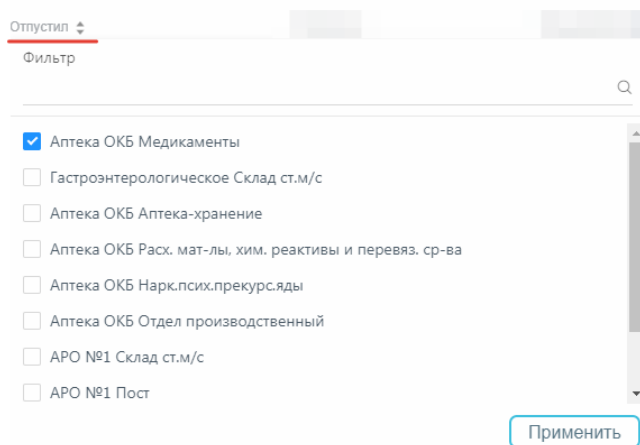 Отпустил
Фильтр
Аптека ОКБ Медикаменты
Гастроэнтерологическое Склад ст.м/с
Аптека ОКБ Аптека-хранение
Аптека ОКБ Расх. мат-лы, хим. реактивы и перевяз. ср-ва
Аптека ОКБ Нарк.псих.прекурс.яды
Аптека ОКБ Отдел производственный
АРО №1 Склад ст.м/с
АРО №1 Пост
Применить